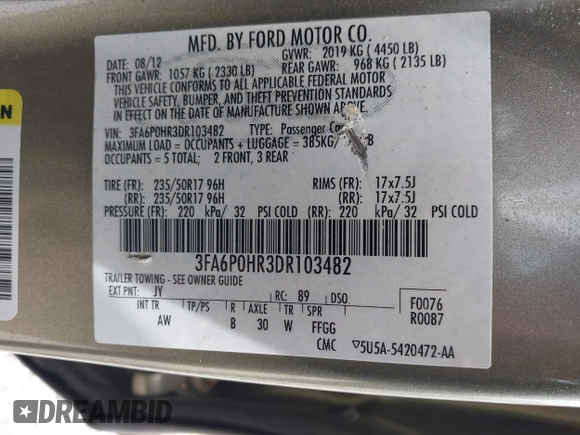 MFD. BY FORD MOTOR CO.
DATE: 08/12 GVWR: 2019 KG ( 4450 LB)
FRONT GAWR: 1057 KG ( 2330 LB) REAR GAWR: 968 KG ( 2135 LB)
THIS VEHICLE CONFORMS TO ALL APPLICABLE FEDERAL MOTOR
VEHICLE SAFETY, BUMPER, AND THEFT PREVENTION STANDARDS
IN EFFECT ON THE DATE OF MANUFACTURE SHOWN ABOVE.
VIN: 3FA6P0HR3DR103482 TYPE: Passenger
MAXIMUM LOAD = OCCUPANTS + LUGGAGE = 385KG/
OCCUPANTS = 5 TOTAL; 2 FRONT, 3 REAR
TIRE (FR): 235/50R17 96H RIMS (FR): 17x7.5J
(RR): 235/50R17 96H (RR): 17x7.5J
PRESSURE (FR): 220 kPa/ 32 PSI COLD (RR): 220 kPa/ 32 PSI COLD
3FA6P0HR3DR103482
TRAILER TOWING - SEE OWNER GUIDE
EXT PNT: JY RC: 89 DSO:
INT TR TP/PS R AXLE TR SPR
AW B 30 W FFGG
F0076
R0087
CMC ▽5U5A-5420472-AA
DREAMBID